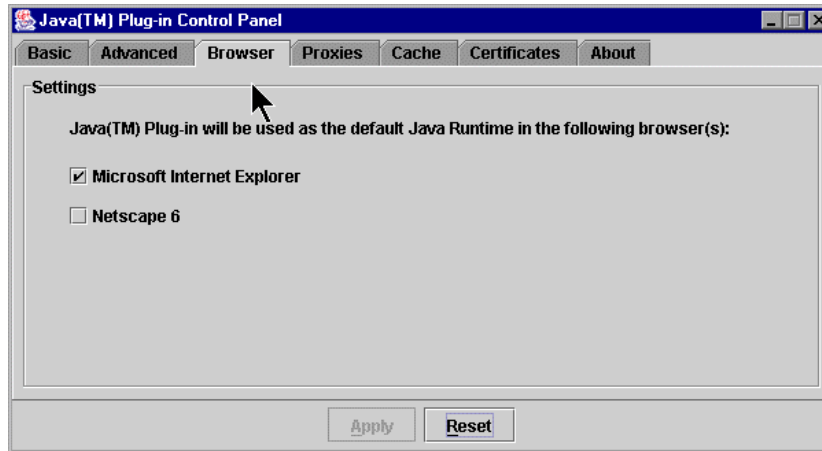 Java(TM) Plug-in Control Panel
Basic Advanced Browser Proxies Cache Certificates About
Settings
Java(TM) Plug-in will be used as the default Java Runtime in the following browser(s):
Microsoft Internet Explorer
Netscape 6
Apply Reset